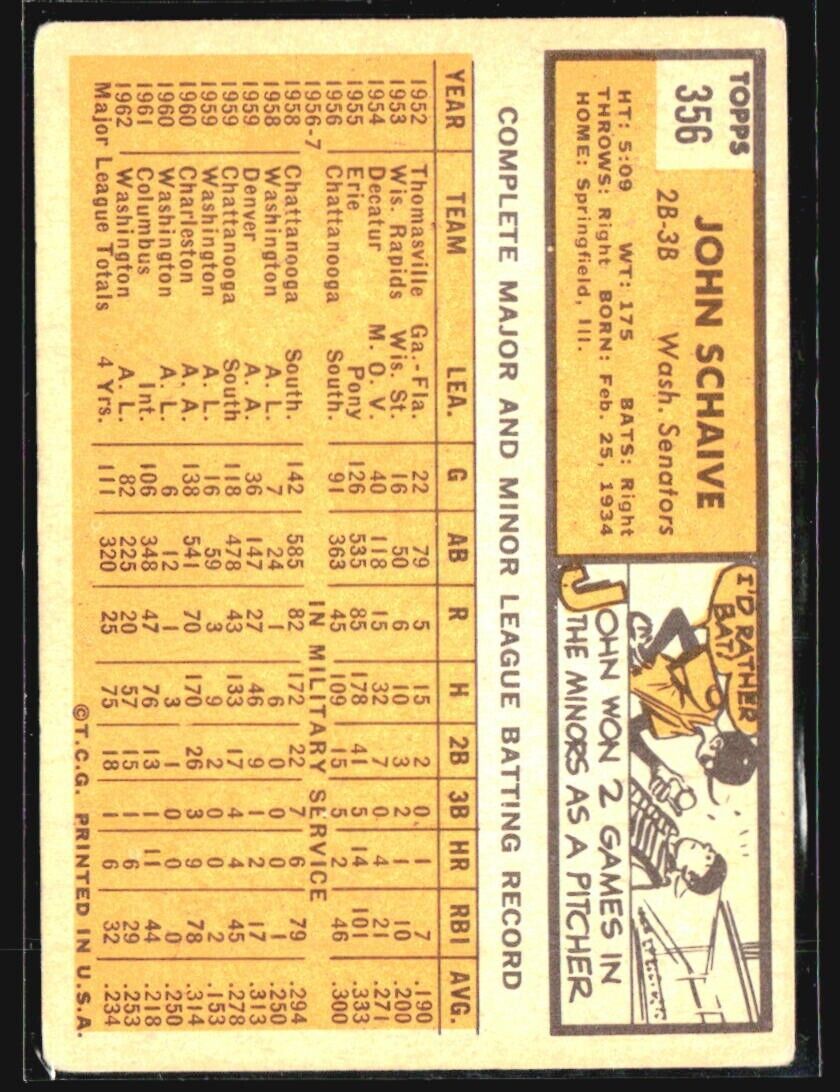 TOPPS
356
JOHN SCHAIVE
2B-3B Wash. Senators
HT: 5:09 WT: 175 BATS: Right
THROWS: Right BORN: Feb. 25, 1934
HOME: Springfield, Ill.
I'D RATHER
BAT!
JOHN WON 2 GAMES IN
THE MINORS AS A PITCHER
COMPLETE MAJOR AND MINOR LEAGUE BATTING RECORD
YEAR TEAM LEA. G AB R H 2B 3B HR RBI AVG.
1952 Thomasville Ga.-Fla. 22 79 5 15 2 0 1 7 .190
1953 Wis. Rapids Wis. St. 16 50 6 10 3 2 1 10 .200
1954 Decatur M. O. V. 40 118 15 32 7 0 4 21 .271
1955 Erie Pony 126 535 85 178 41 5 14 101 .333
1956 Chattanooga South. 91 363 45 109 15 5 2 46 .300
1956-7 IN MILITARY SERVICE
1958 Chattanooga South. 142 585 82 172 22 7 6 79 .294
1958 Washington A. L. 7 24 1 6 0 0 0 1 .250
1959 Denver A. A. 36 147 27 46 9 1 2 17 .313
1959 Chattanooga South 118 478 43 133 17 4 4 45 .278
1959 Washington A. L. 16 59 3 9 2 0 0 2 .153
1960 Charleston A. A. 138 541 70 170 26 3 9 78 .314
1960 Washington A. L. 6 12 1 3 1 0 0 0 .250
1961 Columbus Int. 106 348 47 76 13 1 11 44 .218
1962 Washington A. L. 82 225 20 57 15 1 6 29 .253
Major League Totals 4 Yrs. 111 320 25 75 18 1 6 32 .234
©T.C.G. PRINTED IN U.S.A.